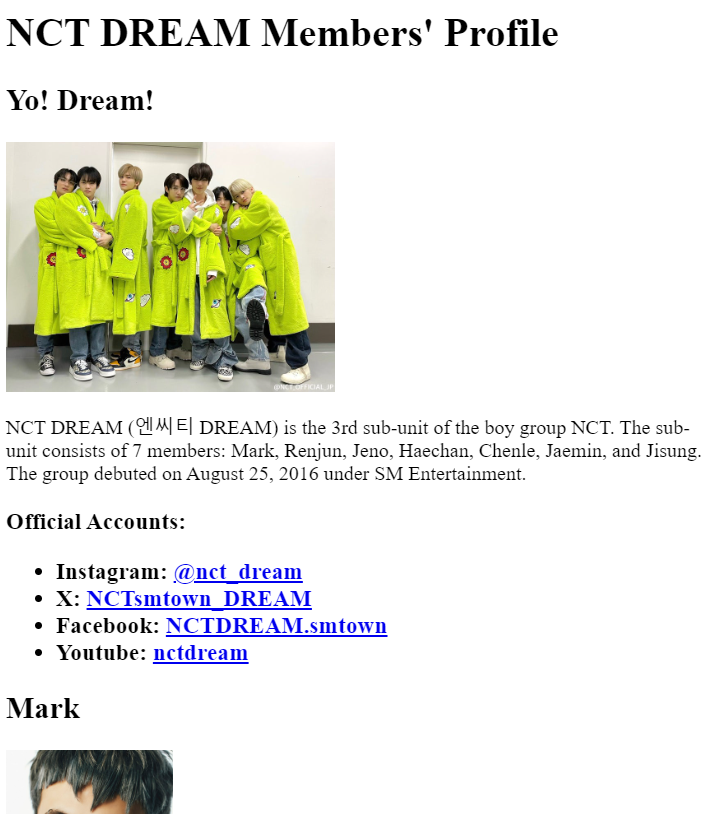 NCT DREAM Members' Profile
Yo! Dream!
@NCT_OFFICIAL_JP
NCT DREAM (엔씨티 DREAM) is the 3rd sub-unit of the boy group NCT. The sub-
unit consists of 7 members: Mark, Renjun, Jeno, Haechan, Chenle, Jaemin, and Jisung.
The group debuted on August 25, 2016 under SM Entertainment.
Official Accounts:
• Instagram: @nct_dream
• X: NCTsmtown_DREAM
• Facebook: NCTDREAM.smtown
• Youtube: nctdream
Mark